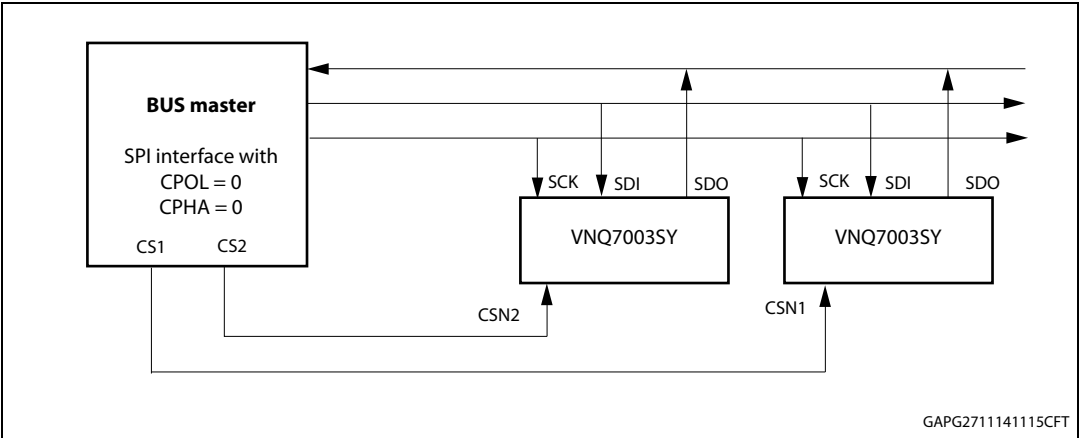 BUS master
SPI interface with
CPOL = 0
CPHA = 0
CS1 CS2
SCK SDI SDO
VNQ7003SY
CSN2
SCK SDI SDO
VNQ7003SY
CSN1
GAPG2711141115CFT